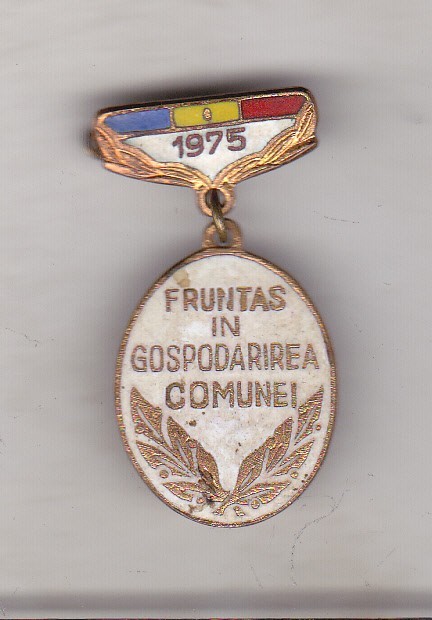 1975
FRUNTAS
IN
GOSPODARIREA
COMUNEI